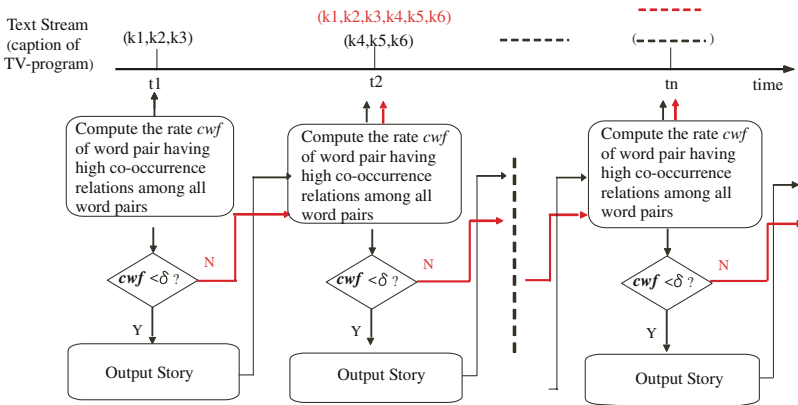 Text Stream
(caption of
TV-program)
(k1,k2,k3)
(k1,k2,k3,k4,k5,k6)
(k4,k5,k6)
( )
t1
t2
tn
time
Compute the rate cwf
of word pair having
high co-occurrence
relations among all
word pairs
Compute the rate cwf
of word pair having
high co-occurrence
relations among all
word pairs
Compute the rate cwf
of word pair having
high co-occurrence
relations among all
word pairs
cwf <δ ?
N
Y
cwf <δ ?
N
Y
cwf <δ ?
N
Y
Output Story
Output Story
Output Story